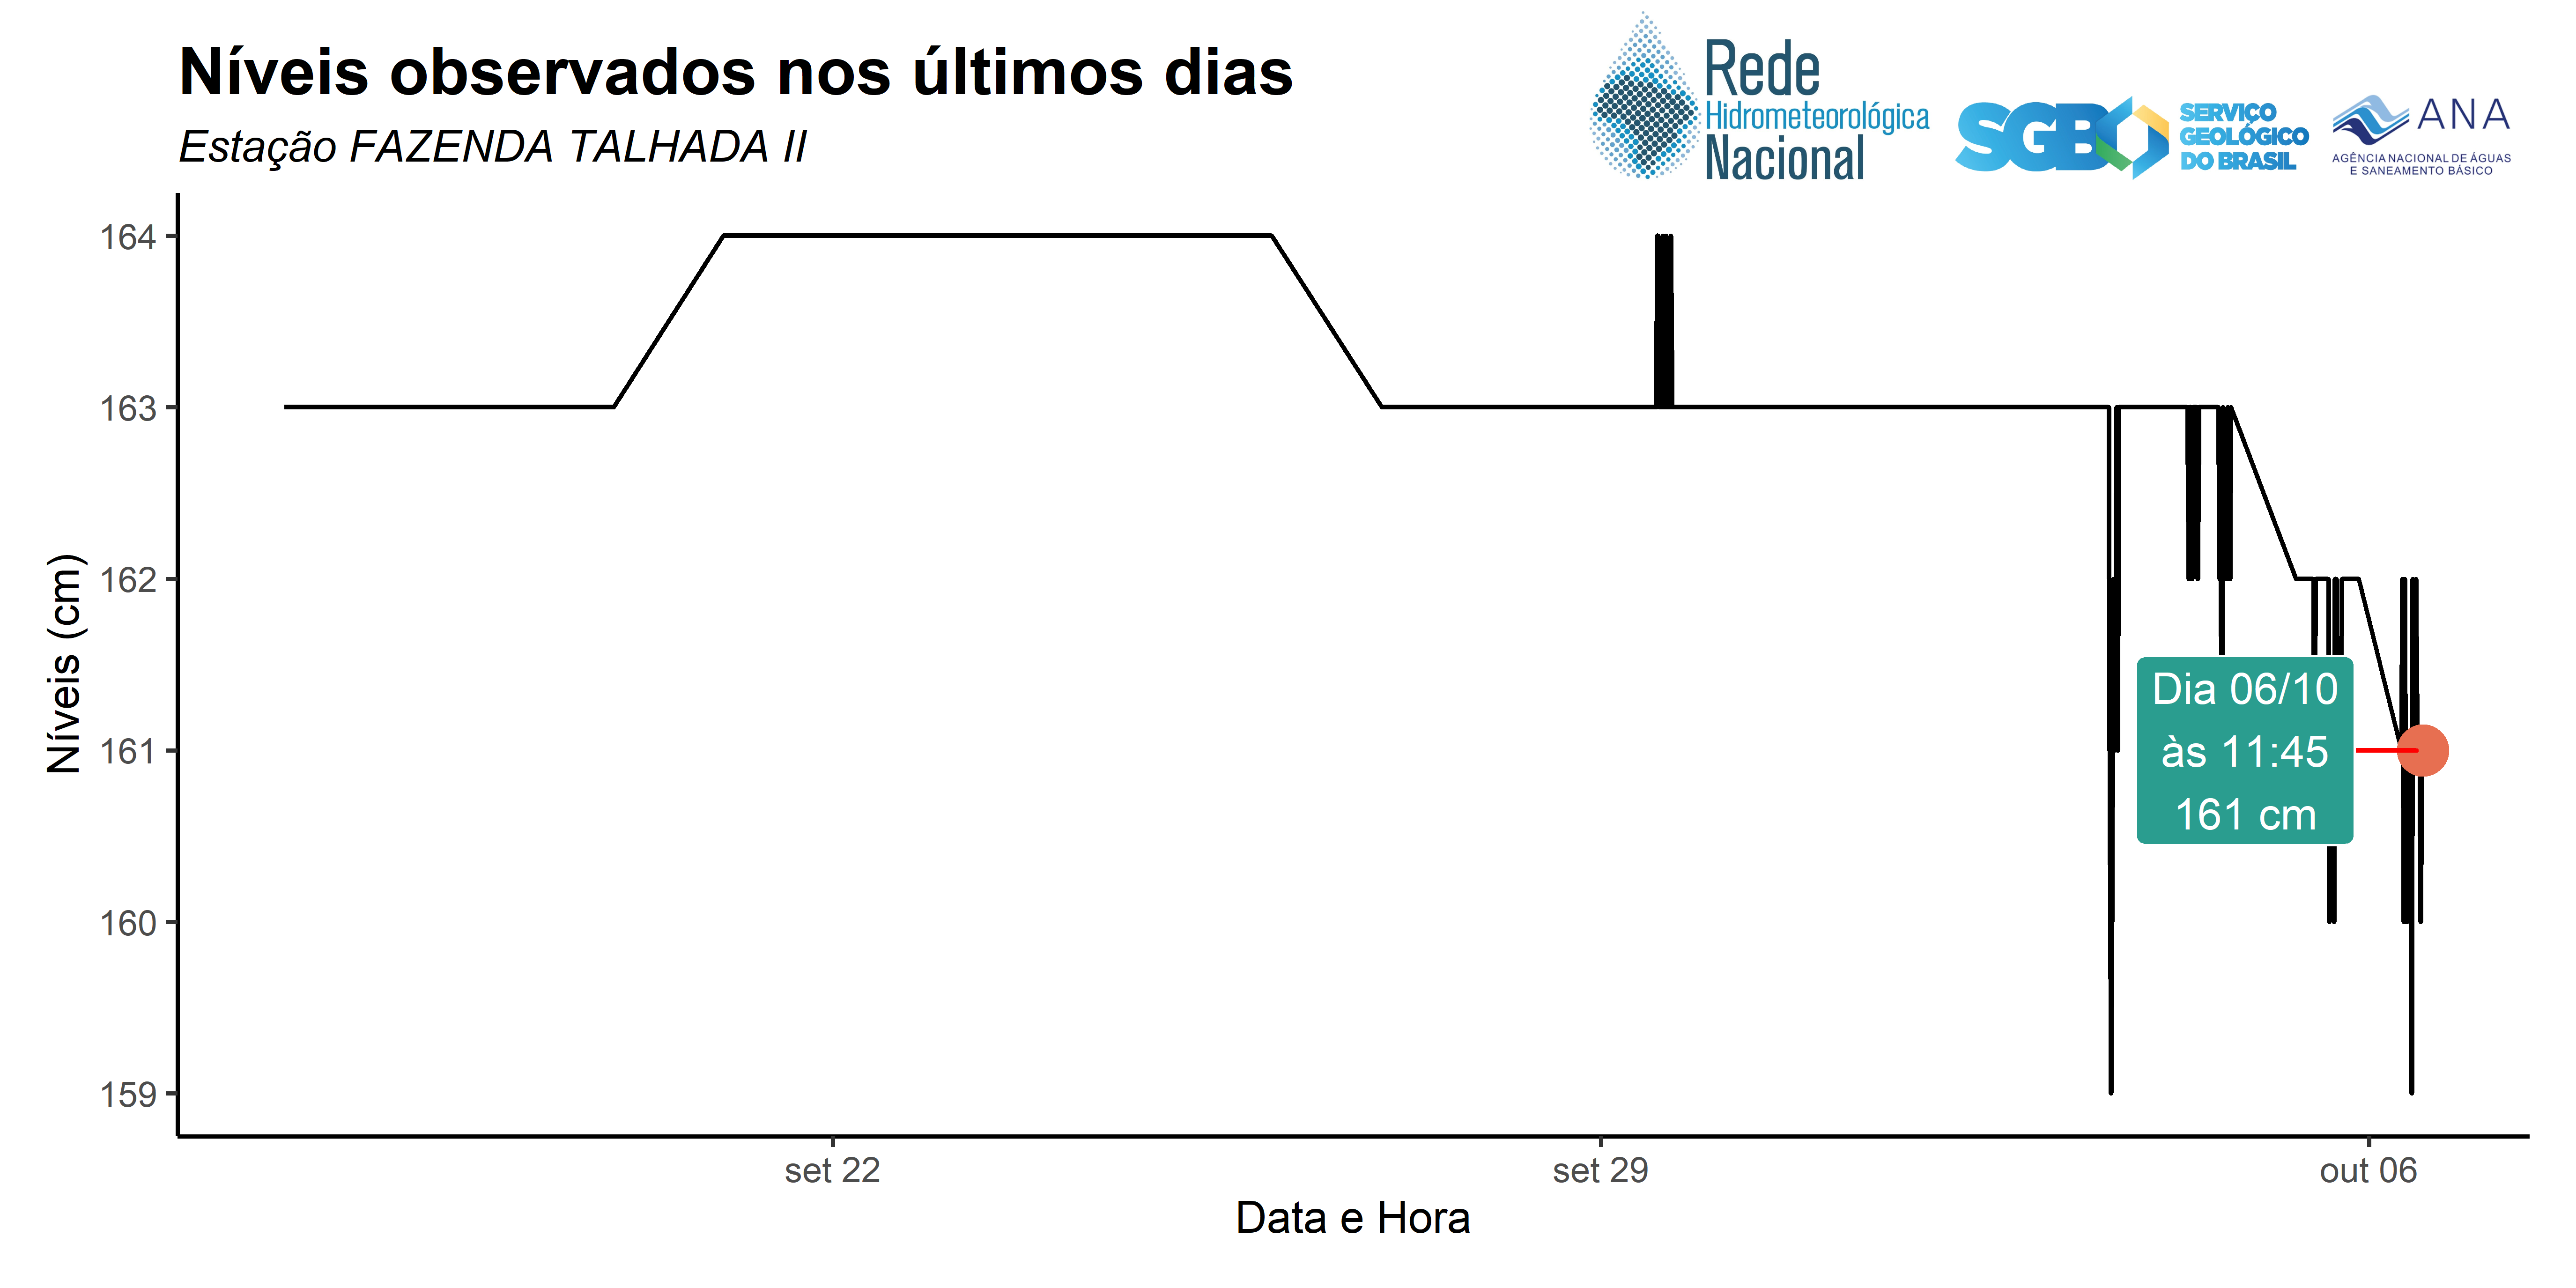 Níveis observados nos últimos dias
Estação FAZENDA TALHADA II
Rede
Hidrometeorológica
Nacional
SGB
SERVIÇO
GEOLÓGICO
DO BRASIL
ANA
AGÊNCIA NACIONAL DE ÁGUAS
E SANEAMENTO BÁSICO
Níveis (cm)
164
163
162
161
160
159
Dia 06/10
às 11:45
161 cm
set 22
set 29
out 06
Data e Hora